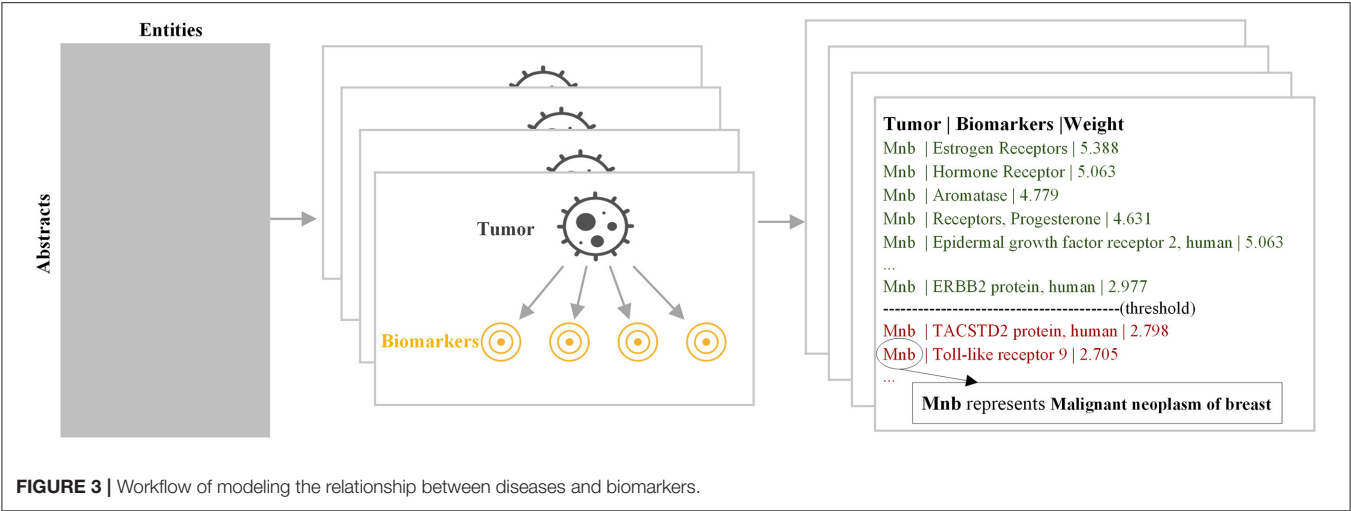 Entities
Abstracts
Tumor
Biomarkers
Tumor | Biomarkers |Weight
Mnb | Estrogen Receptors | 5.388
Mnb | Hormone Receptor | 5.063
Mnb | Aromatase | 4.779
Mnb | Receptors, Progesterone | 4.631
Mnb | Epidermal growth factor receptor 2, human | 5.063
...
Mnb | ERBB2 protein, human | 2.977
----------------------------------------(threshold)
Mnb | TACSTD2 protein, human | 2.798
Mnb | Toll-like receptor 9 | 2.705
...
Mnb represents Malignant neoplasm of breast
FIGURE 3 | Workflow of modeling the relationship between diseases and biomarkers.